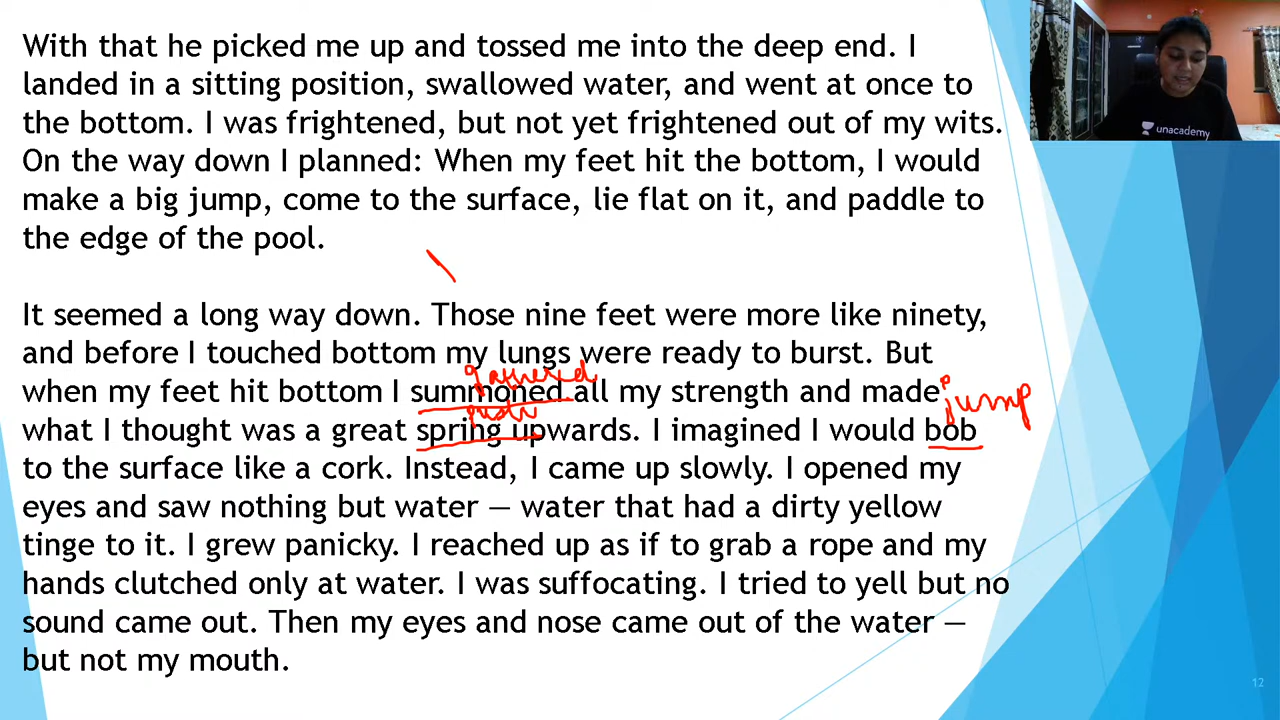 With that he picked me up and tossed me into the deep end. I
landed in a sitting position, swallowed water, and went at once to
the bottom. I was frightened, but not yet frightened out of my wits.
On the way down I planned: When my feet hit the bottom, I would
make a big jump, come to the surface, lie flat on it, and paddle to
the edge of the pool.
It seemed a long way down. Those nine feet were more like ninety,
and before I touched bottom my lungs were ready to burst. But
gathered
when my feet hit bottom I summoned all my strength and made
push jump
what I thought was a great spring upwards. I imagined I would bob
to the surface like a cork. Instead, I came up slowly. I opened my
eyes and saw nothing but water — water that had a dirty yellow
tinge to it. I grew panicky. I reached up as if to grab a rope and my
hands clutched only at water. I was suffocating. I tried to yell but no
sound came out. Then my eyes and nose came out of the water —
but not my mouth.
unacademy
12